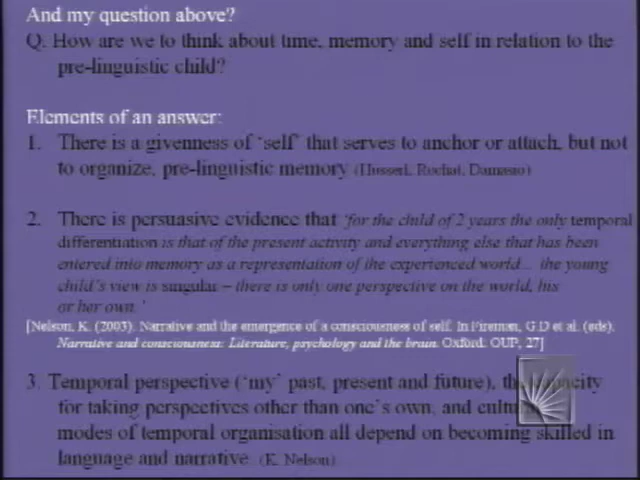 And my question above?
Q. How are we to think about time, memory and self in relation to the
pre-linguistic child?
Elements of an answer:
1. There is a givenness of 'self' that serves to anchor or attach, but not
to organize, pre-linguistic memory (Husserl, Rochat, Damasio)
2. There is persuasive evidence that 'for the child of 2 years the only temporal
differentiation is that of the present activity and everything else that has been
entered into memory as a representation of the experienced world... the young
child's view is singular – there is only one perspective on the world, his
or her own.'
[Nelson, K. (2003). Narrative and the emergence of a consciousness of self. In Fireman, G.D et al. (eds).
Narrative and consciousness: Literature, psychology and the brain. Oxford: OUP, 27]
3. Temporal perspective ('my' past, present and future), the capacity
for taking perspectives other than one's own, and
modes of temporal organisation all depend on becoming skilled in
language and narrative. (K. Nelson)